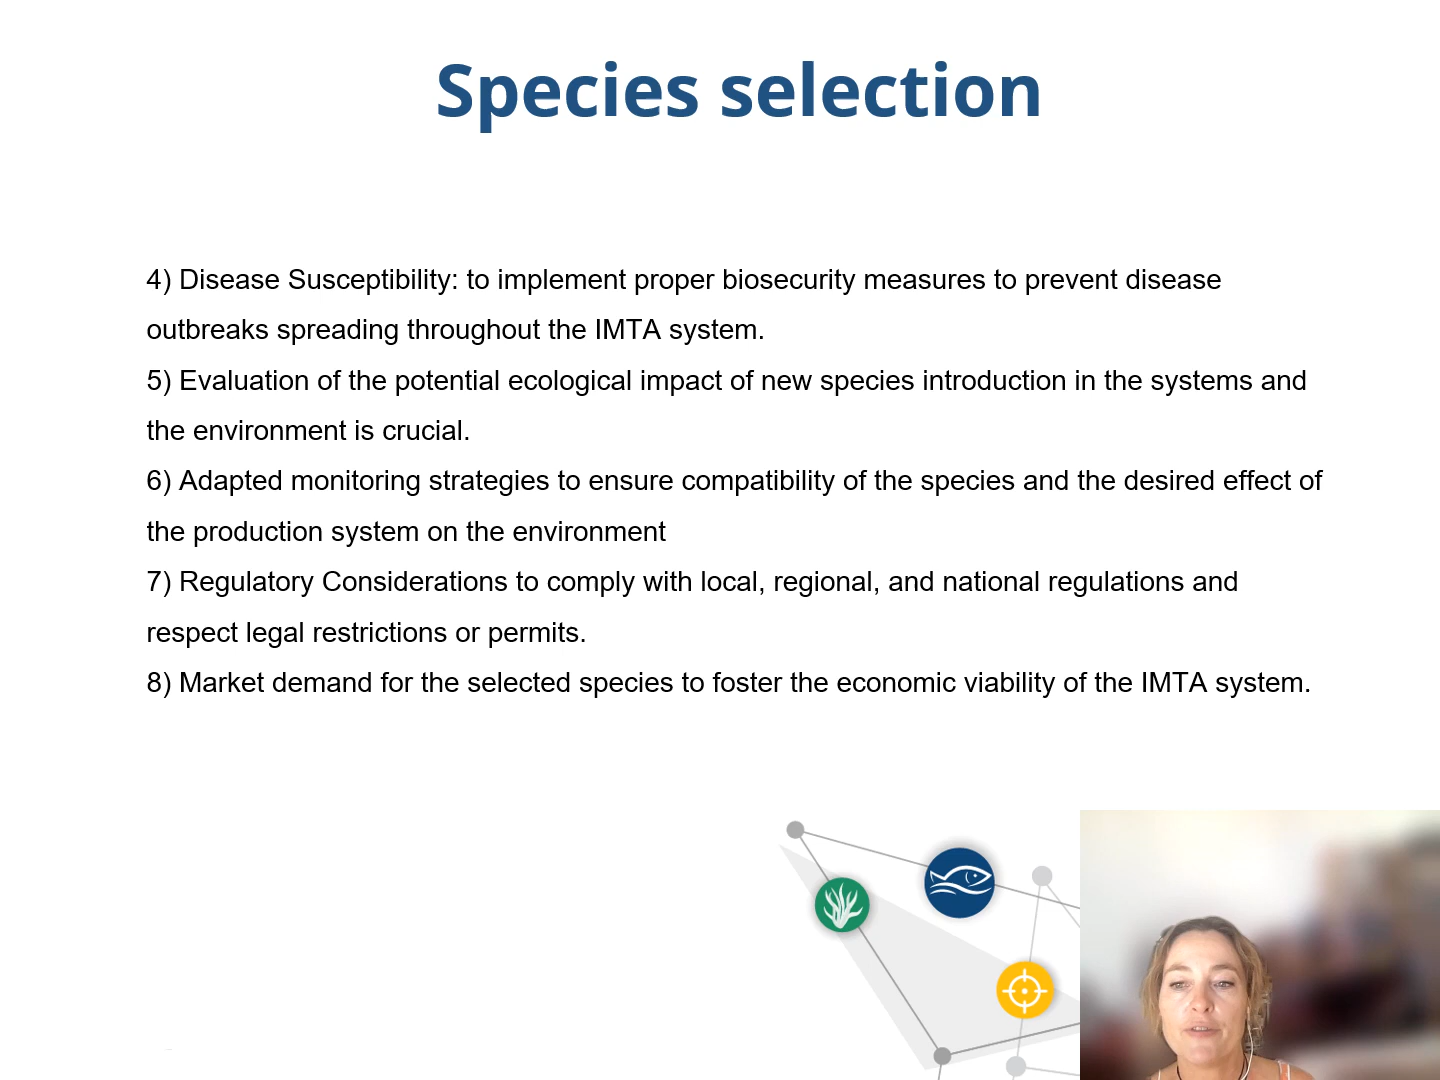 Species selection
4) Disease Susceptibility: to implement proper biosecurity measures to prevent disease
outbreaks spreading throughout the IMTA system.
5) Evaluation of the potential ecological impact of new species introduction in the systems and
the environment is crucial.
6) Adapted monitoring strategies to ensure compatibility of the species and the desired effect of
the production system on the environment
7) Regulatory Considerations to comply with local, regional, and national regulations and
respect legal restrictions or permits.
8) Market demand for the selected species to foster the economic viability of the IMTA system.